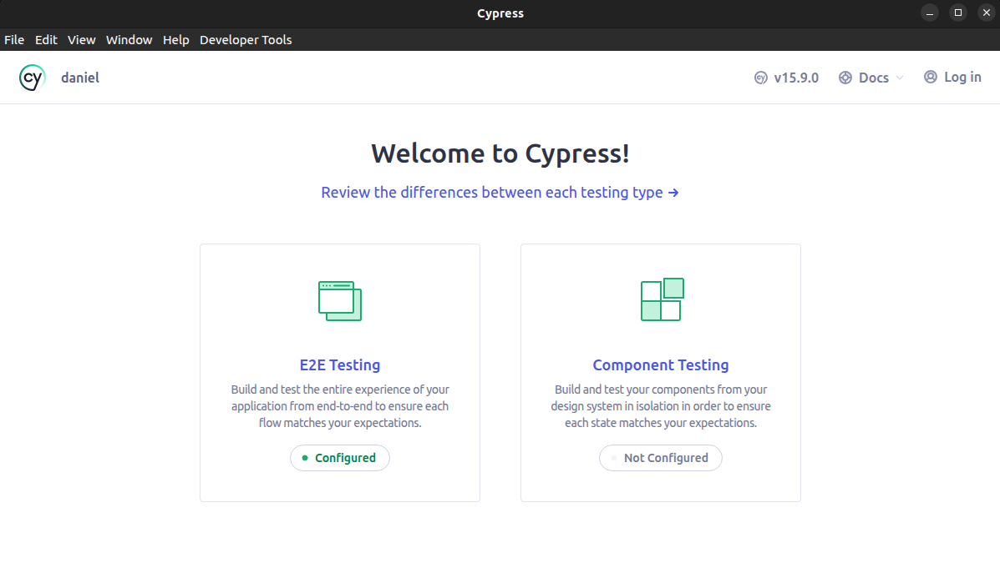 Cypress
File Edit View Window Help Developer Tools
cy daniel v15.9.0 Docs Log in
Welcome to Cypress!
Review the differences between each testing type →
E2E Testing
Build and test the entire experience of your
application from end-to-end to ensure each
flow matches your expectations.
Configured
Component Testing
Build and test your components from your
design system in isolation in order to ensure
each state matches your expectations.
Not Configured